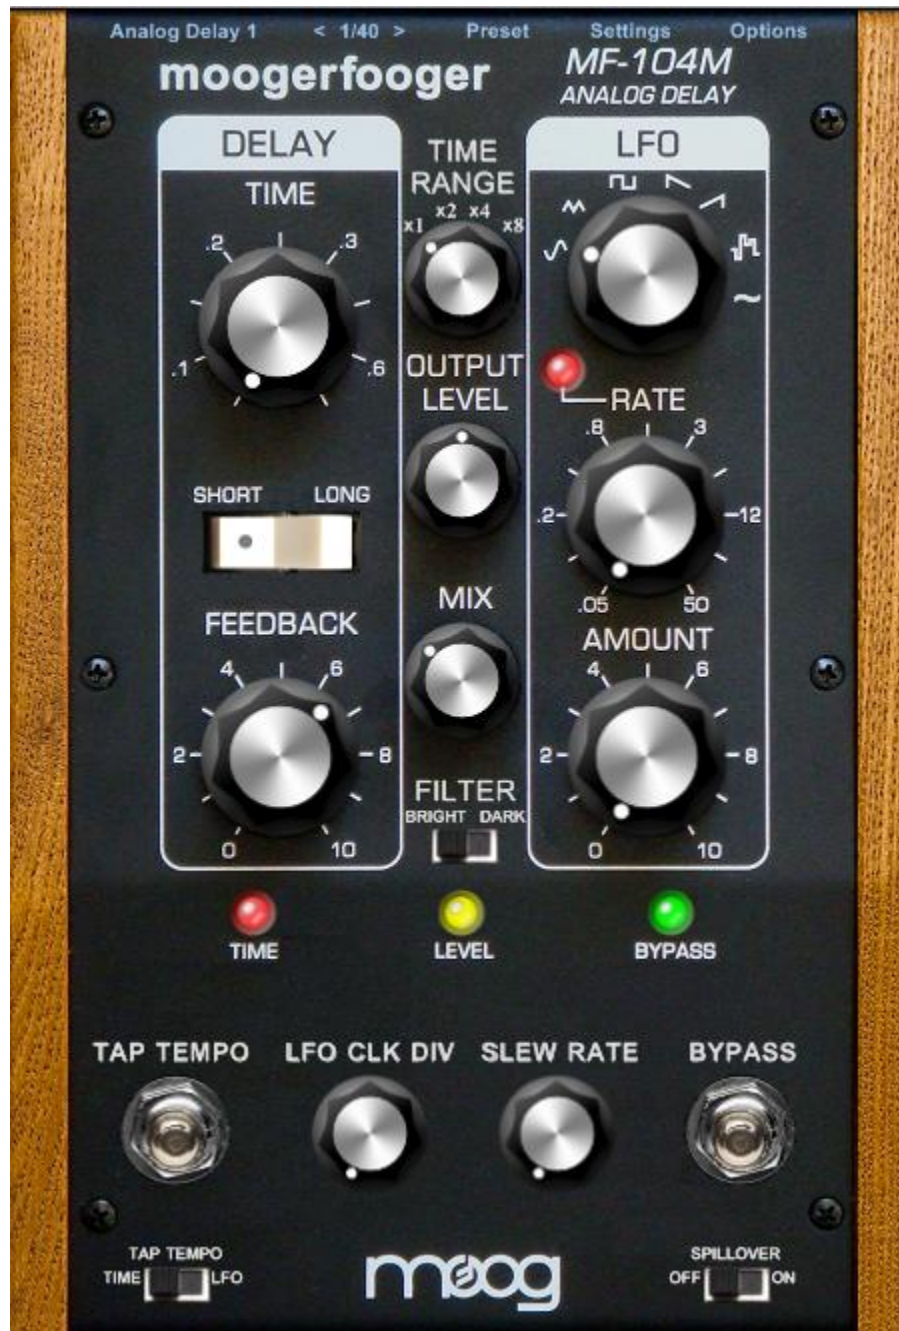 Analog Delay 1 < 1/40 > Preset Settings Options
moogerfooger
MF-104M
ANALOG DELAY
DELAY
TIME
.1 .2 .3 .6
SHORT LONG
FEEDBACK
0 2 4 6 8 10
TIME
RANGE
x1 x2 x4 x8
OUTPUT
LEVEL
MIX
FILTER
BRIGHT DARK
LFO
RATE
.05 .2 .8 3 12 50
AMOUNT
0 2 4 6 8 10
TIME LEVEL BYPASS
TAP TEMPO LFO CLK DIV SLEW RATE BYPASS
TAP TEMPO
TIME LFO
moog
SPILLOVER
OFF ON